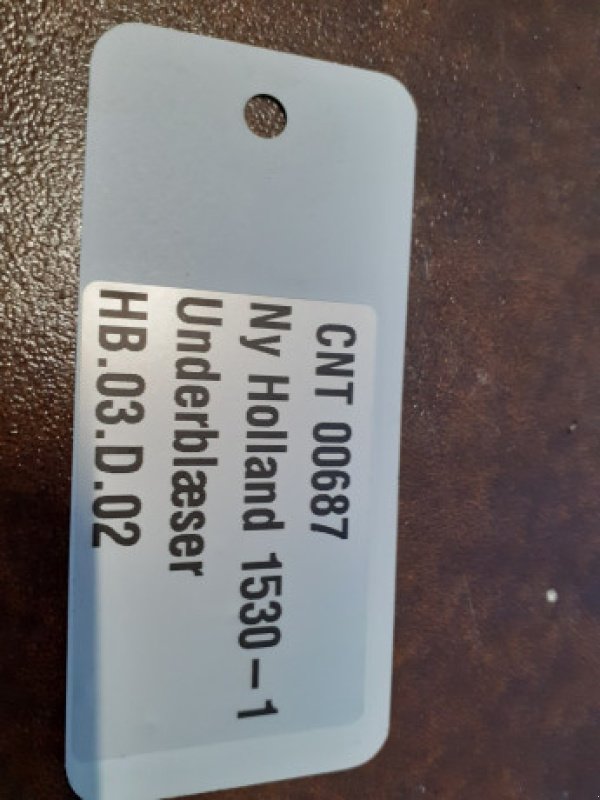 CNT 00687
Ny Holland 1530-1
Underblæser
HB.03.D.02